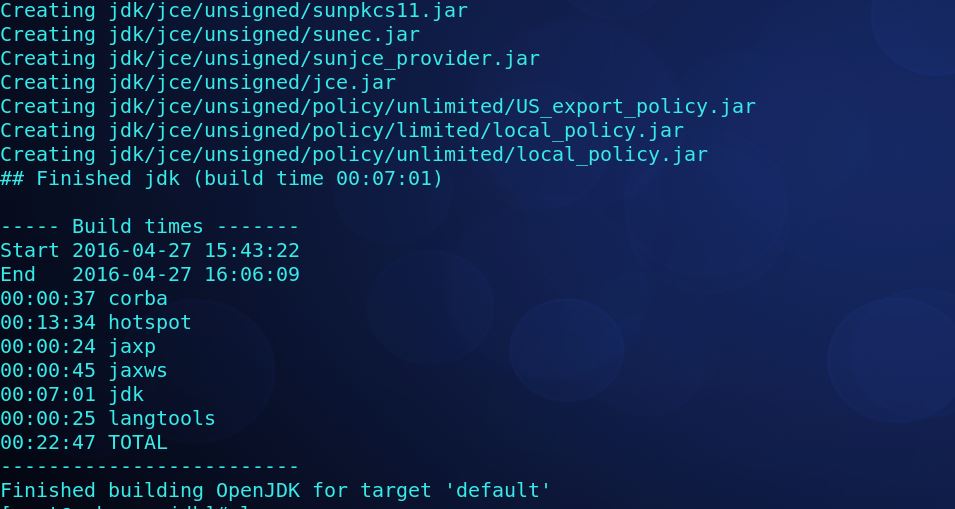 Creating jdk/jce/unsigned/sunpkcs11.jar
Creating jdk/jce/unsigned/sunec.jar
Creating jdk/jce/unsigned/sunjce_provider.jar
Creating jdk/jce/unsigned/jce.jar
Creating jdk/jce/unsigned/policy/unlimited/US_export_policy.jar
Creating jdk/jce/unsigned/policy/limited/local_policy.jar
Creating jdk/jce/unsigned/policy/unlimited/local_policy.jar
## Finished jdk (build time 00:07:01)
----- Build times -------
Start 2016-04-27 15:43:22
End   2016-04-27 16:06:09
00:00:37 corba
00:13:34 hotspot
00:00:24 jaxp
00:00:45 jaxws
00:07:01 jdk
00:00:25 langtools
00:22:47 TOTAL
-------------------------
Finished building OpenJDK for target 'default'